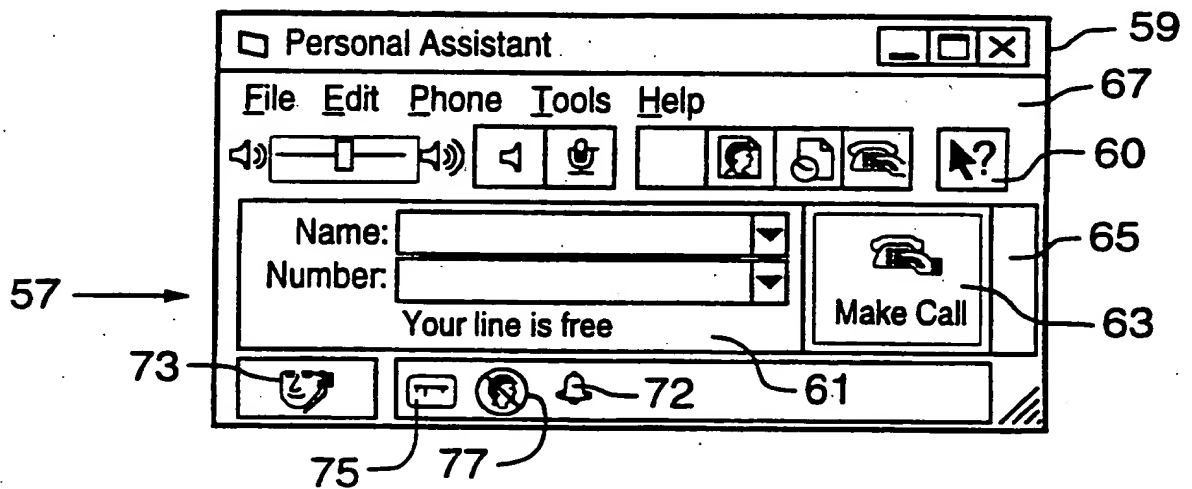 Personal Assistant
59
File Edit Phone Tools Help
67
?
60
Name:
Number:
65
57
Make Call
63
Your line is free
73
61
72
75
77